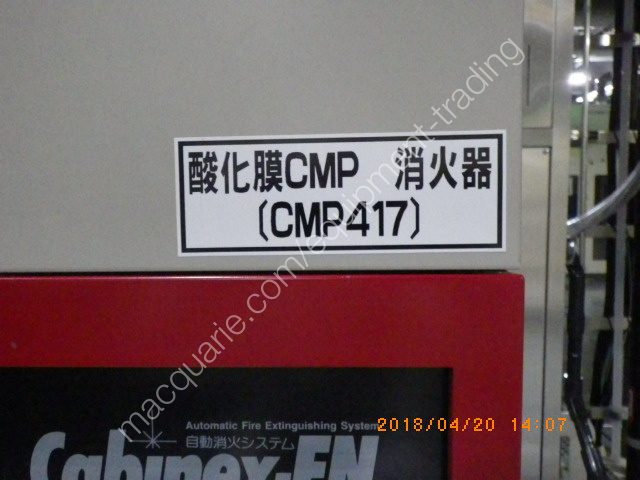 酸化膜CMP　消火器
〔CMP417〕
macquarie.com/equipment-trading
Automatic Fire Extinguishing System
自動消火システム
2018/04/20 14:07
Cabinex-FN